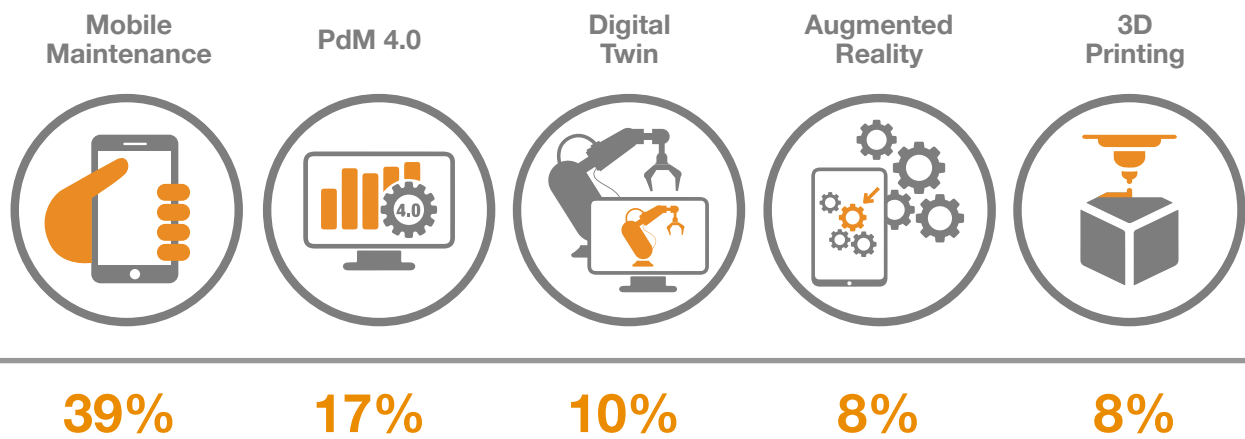 Mobile
Maintenance
PdM 4.0
Digital
Twin
Augmented
Reality
3D
Printing
4.0
39%
17%
10%
8%
8%